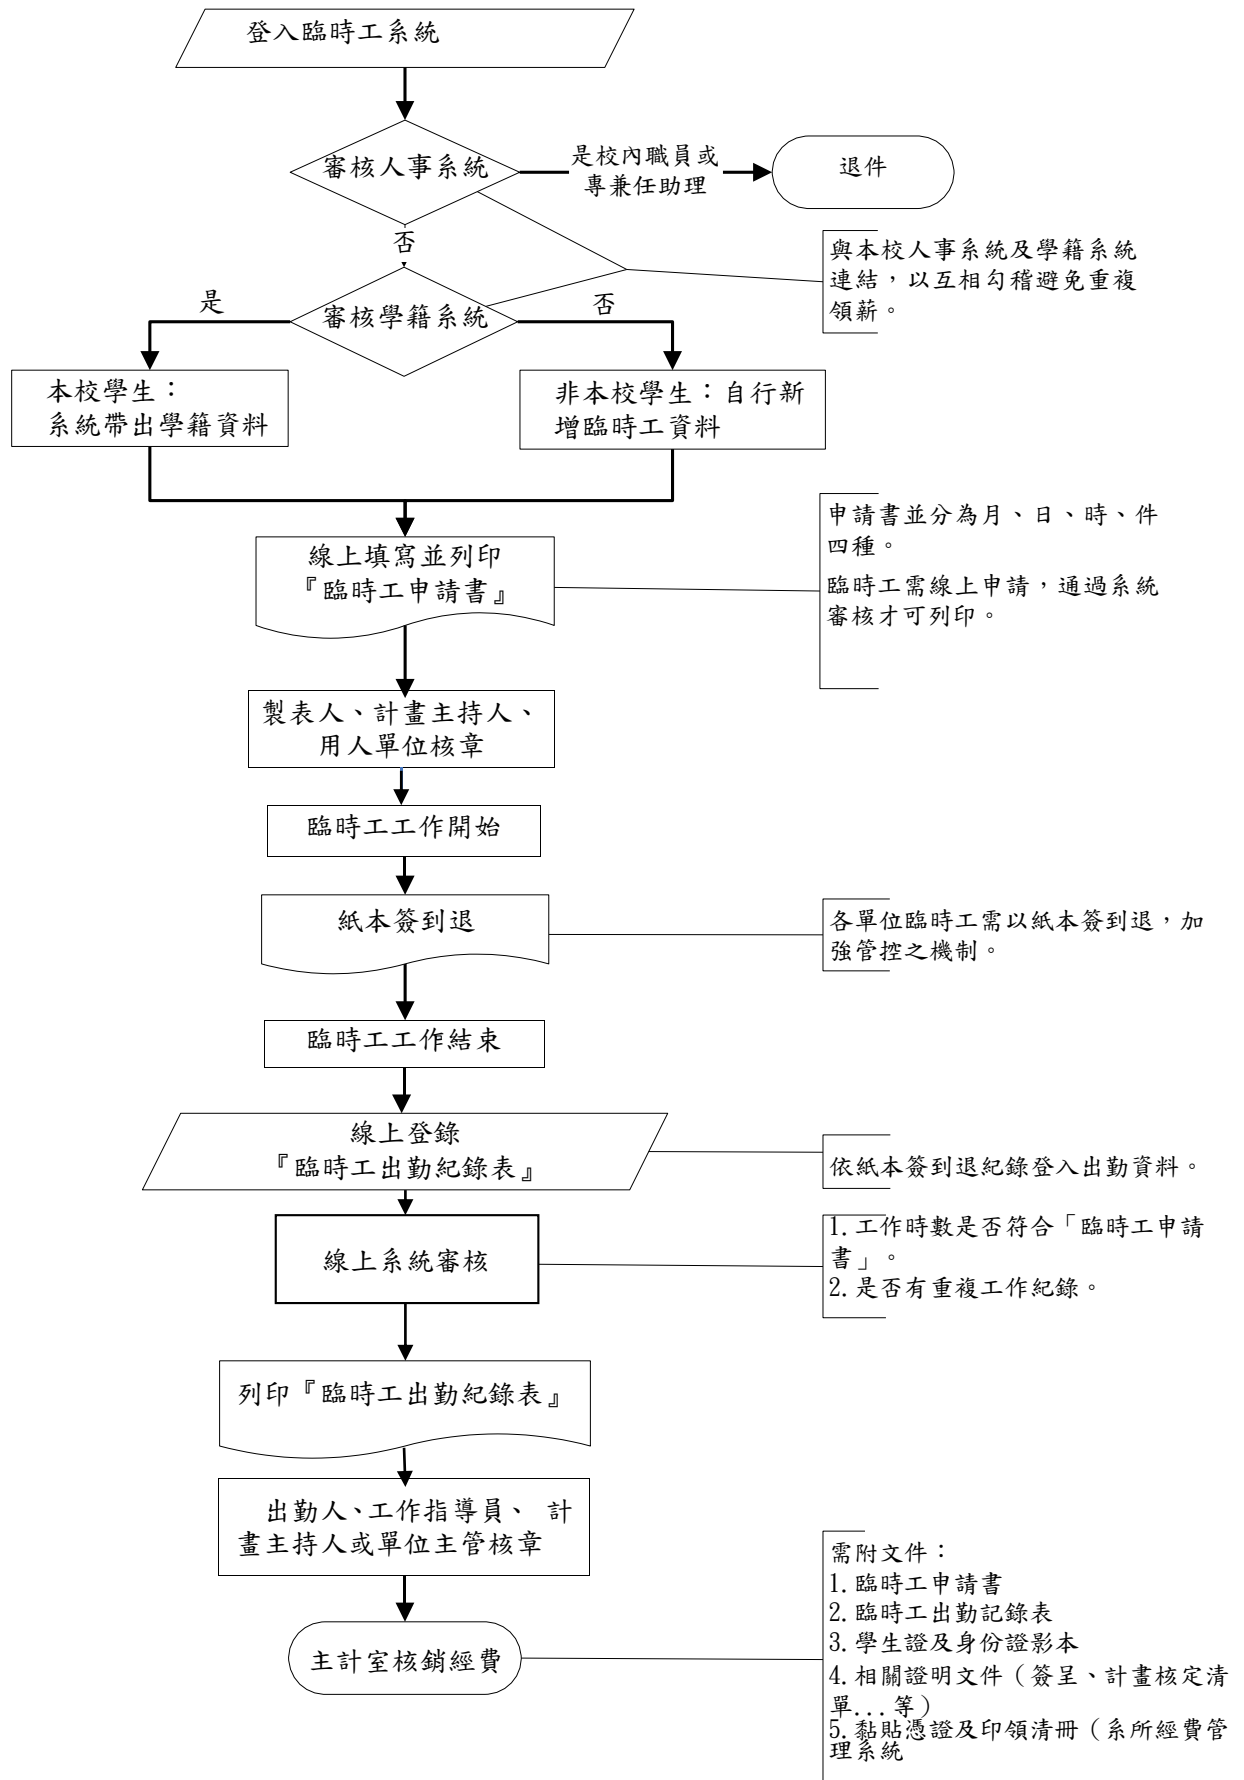 登入臨時工系統
審核人事系統
是校內職員或
專兼任助理
退件
否
與本校人事系統及學籍系統
連結，以互相勾稽避免重複
領薪。
審核學籍系統
是
否
本校學生：
系統帶出學籍資料
非本校學生：自行新
增臨時工資料
線上填寫並列印
『臨時工申請書』
申請書並分為月、日、時、件
四種。
臨時工需線上申請，通過系統
審核才可列印。
製表人、計畫主持人、
用人單位核章
臨時工工作開始
紙本簽到退
各單位臨時工需以紙本簽到退，加
強管控之機制。
臨時工工作結束
線上登錄
『臨時工出勤紀錄表』
依紙本簽到退紀錄登入出勤資料。
線上系統審核
1.工作時數是否符合「臨時工申請
書」。
2.是否有重複工作紀錄。
列印『臨時工出勤紀錄表』
出勤人、工作指導員、 計
畫主持人或單位主管核章
主計室核銷經費
需附文件：
1.臨時工申請書
2.臨時工出勤記錄表
3.學生證及身份證影本
4.相關證明文件（簽呈、計畫核定清
單...等）
5.黏貼憑證及印領清冊（系所經費管
理系統